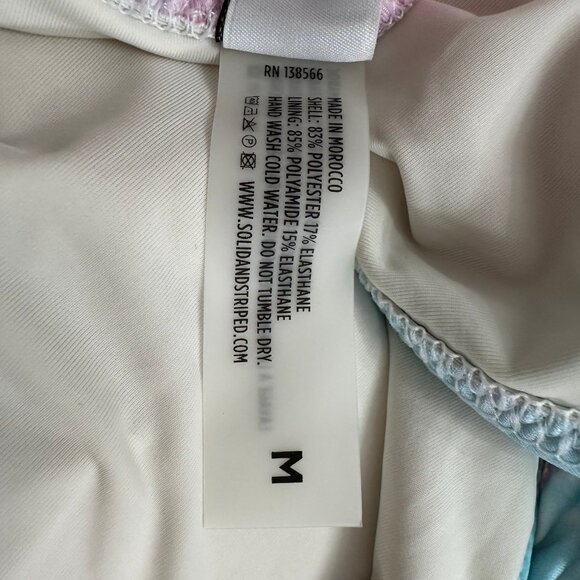 RN 138566
MADE IN MOROCCO
SHELL: 83% POLYESTER 17% ELASTHANE
LINING: 85% POLYAMIDE 15% ELASTHANE
HAND WASH COLD WATER. DO NOT TUMBLE DRY.
WWW.SOLIDANDSTRIPED.COM
M